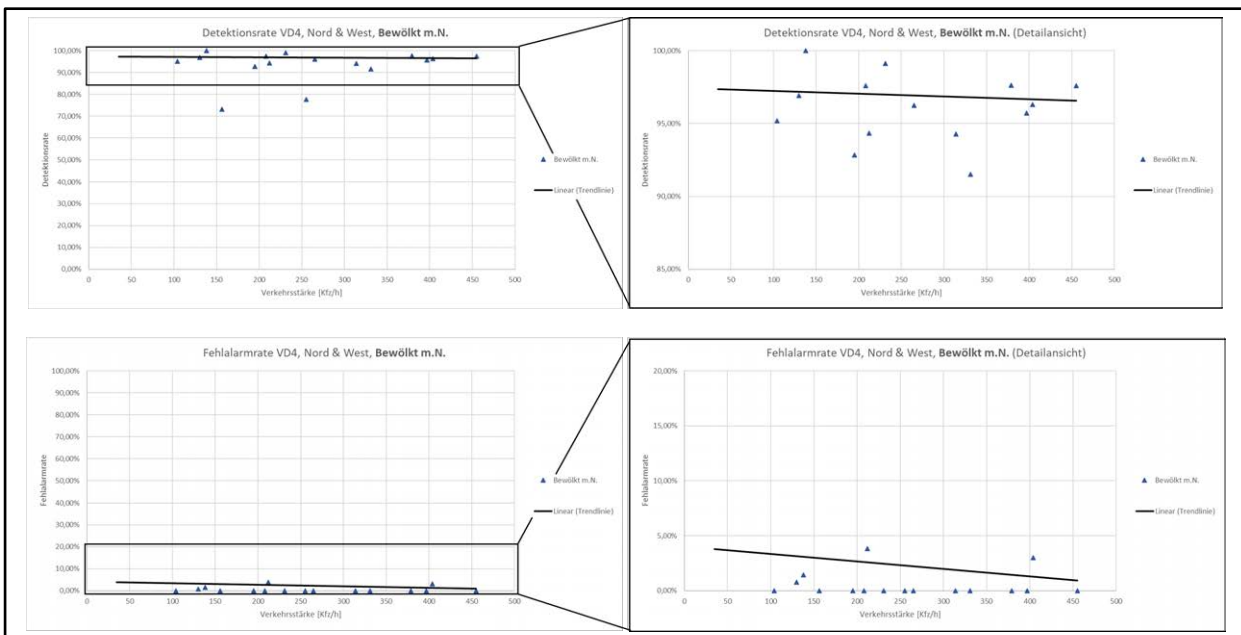 Detektionsrate VD4, Nord & West, Bewölkt m.N.
100,00%
90,00%
80,00%
70,00%
60,00%
50,00%
40,00%
30,00%
20,00%
10,00%
0,00%
Detektionsrate
0 50 100 150 200 250 300 350 400 450 500
Verkehrsstärke [Kfz/h]
Bewölkt m.N.
Linear (Trendlinie)
Detektionsrate VD4, Nord & West, Bewölkt m.N. (Detailansicht)
100,00%
95,00%
90,00%
85,00%
Detektionsrate
0 50 100 150 200 250 300 350 400 450 500
Verkehrsstärke [Kfz/h]
Bewölkt m.N.
Linear (Trendlinie)
Fehlalarmrate VD4, Nord & West, Bewölkt m.N.
100,00%
90,00%
80,00%
70,00%
60,00%
50,00%
40,00%
30,00%
20,00%
10,00%
0,00%
Fehlalarmrate
0 50 100 150 200 250 300 350 400 450 500
Verkehrsstärke [Kfz/h]
Bewölkt m.N.
Linear (Trendlinie)
Fehlalarmrate VD4, Nord & West, Bewölkt m.N. (Detailansicht)
20,00%
15,00%
10,00%
5,00%
0,00%
Fehlalarmrate
0 50 100 150 200 250 300 350 400 450 500
Verkehrsstärke [Kfz/h]
Bewölkt m.N.
Linear (Trendlinie)